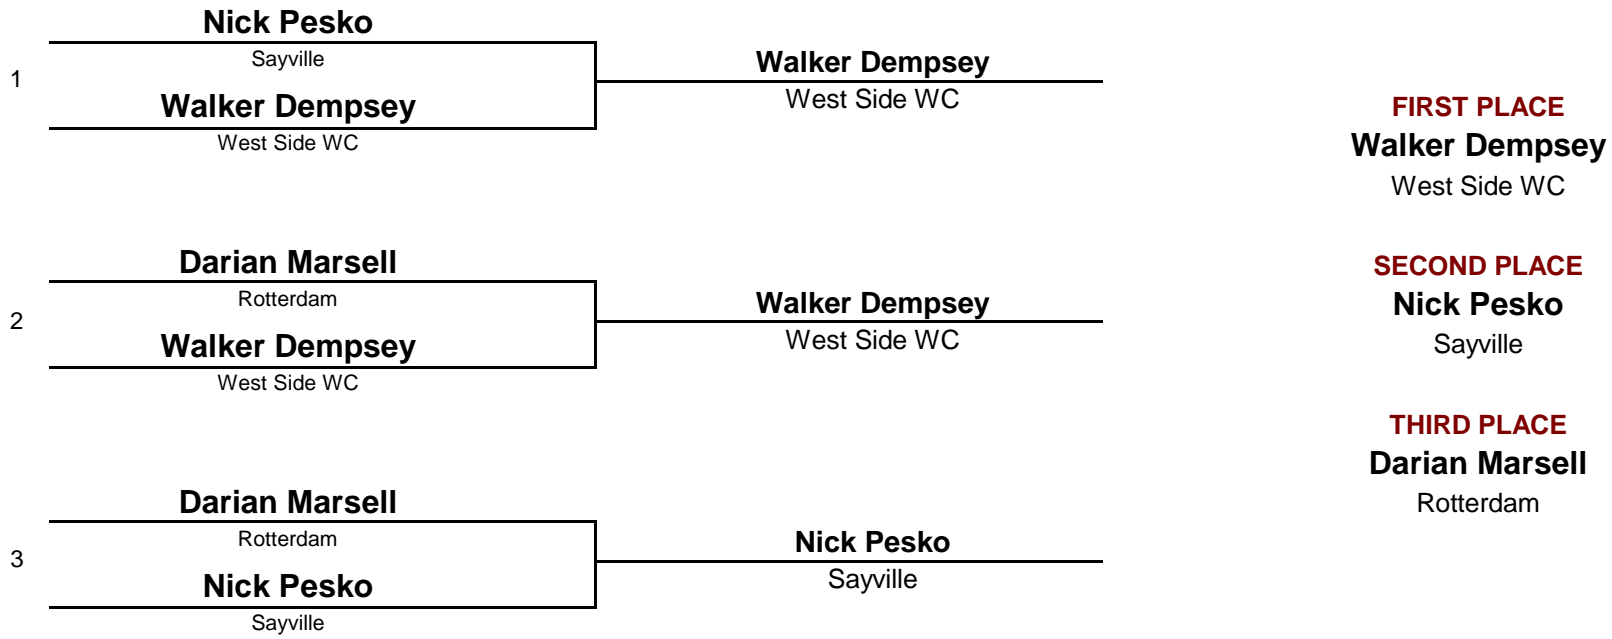 Nick Pesko
Sayville
1
Walker Dempsey
West Side WC
Walker Dempsey
West Side WC
Darian Marsell
Rotterdam
2
Walker Dempsey
West Side WC
Walker Dempsey
West Side WC
Darian Marsell
Rotterdam
3
Nick Pesko
Sayville
Nick Pesko
Sayville
FIRST PLACE
Walker Dempsey
West Side WC
SECOND PLACE
Nick Pesko
Sayville
THIRD PLACE
Darian Marsell
Rotterdam